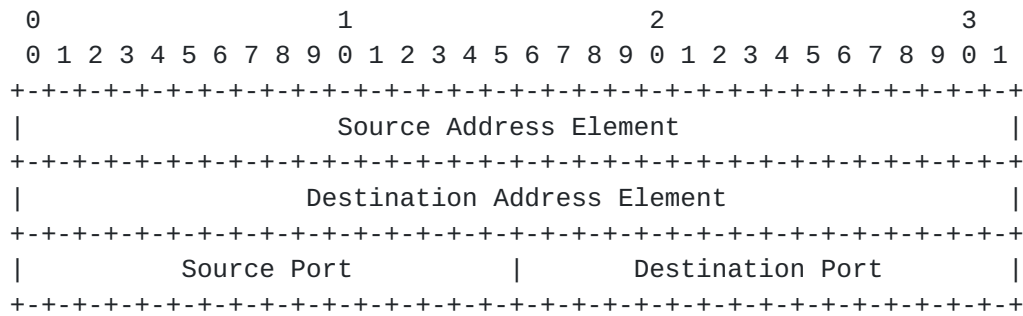 0                   1                   2                   3
 0 1 2 3 4 5 6 7 8 9 0 1 2 3 4 5 6 7 8 9 0 1 2 3 4 5 6 7 8 9 0 1
+-+-+-+-+-+-+-+-+-+-+-+-+-+-+-+-+-+-+-+-+-+-+-+-+-+-+-+-+-+-+-+-+
|                    Source Address Element                     |
+-+-+-+-+-+-+-+-+-+-+-+-+-+-+-+-+-+-+-+-+-+-+-+-+-+-+-+-+-+-+-+-+
|                  Destination Address Element                  |
+-+-+-+-+-+-+-+-+-+-+-+-+-+-+-+-+-+-+-+-+-+-+-+-+-+-+-+-+-+-+-+-+
|          Source Port          |       Destination Port        |
+-+-+-+-+-+-+-+-+-+-+-+-+-+-+-+-+-+-+-+-+-+-+-+-+-+-+-+-+-+-+-+-+